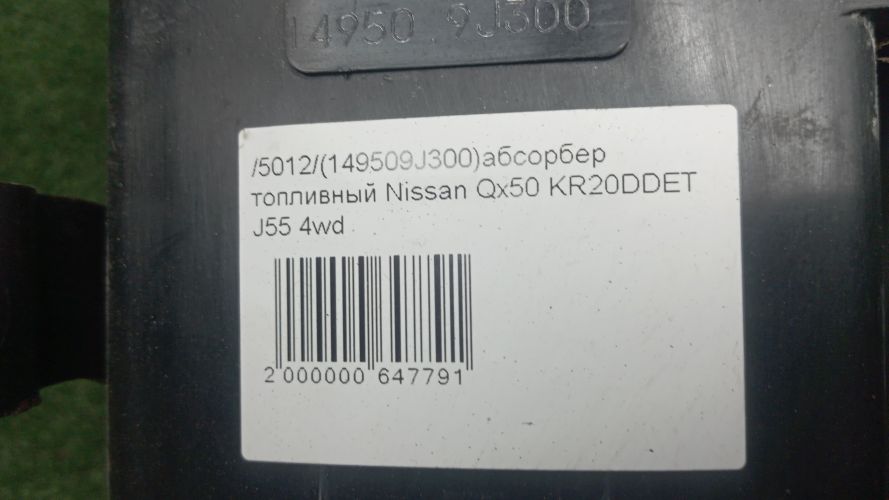 14950 9J300
/5012/(149509J300)абсорбер
топливный Nissan Qx50 KR20DDET
J55 4wd
2 000000 647791